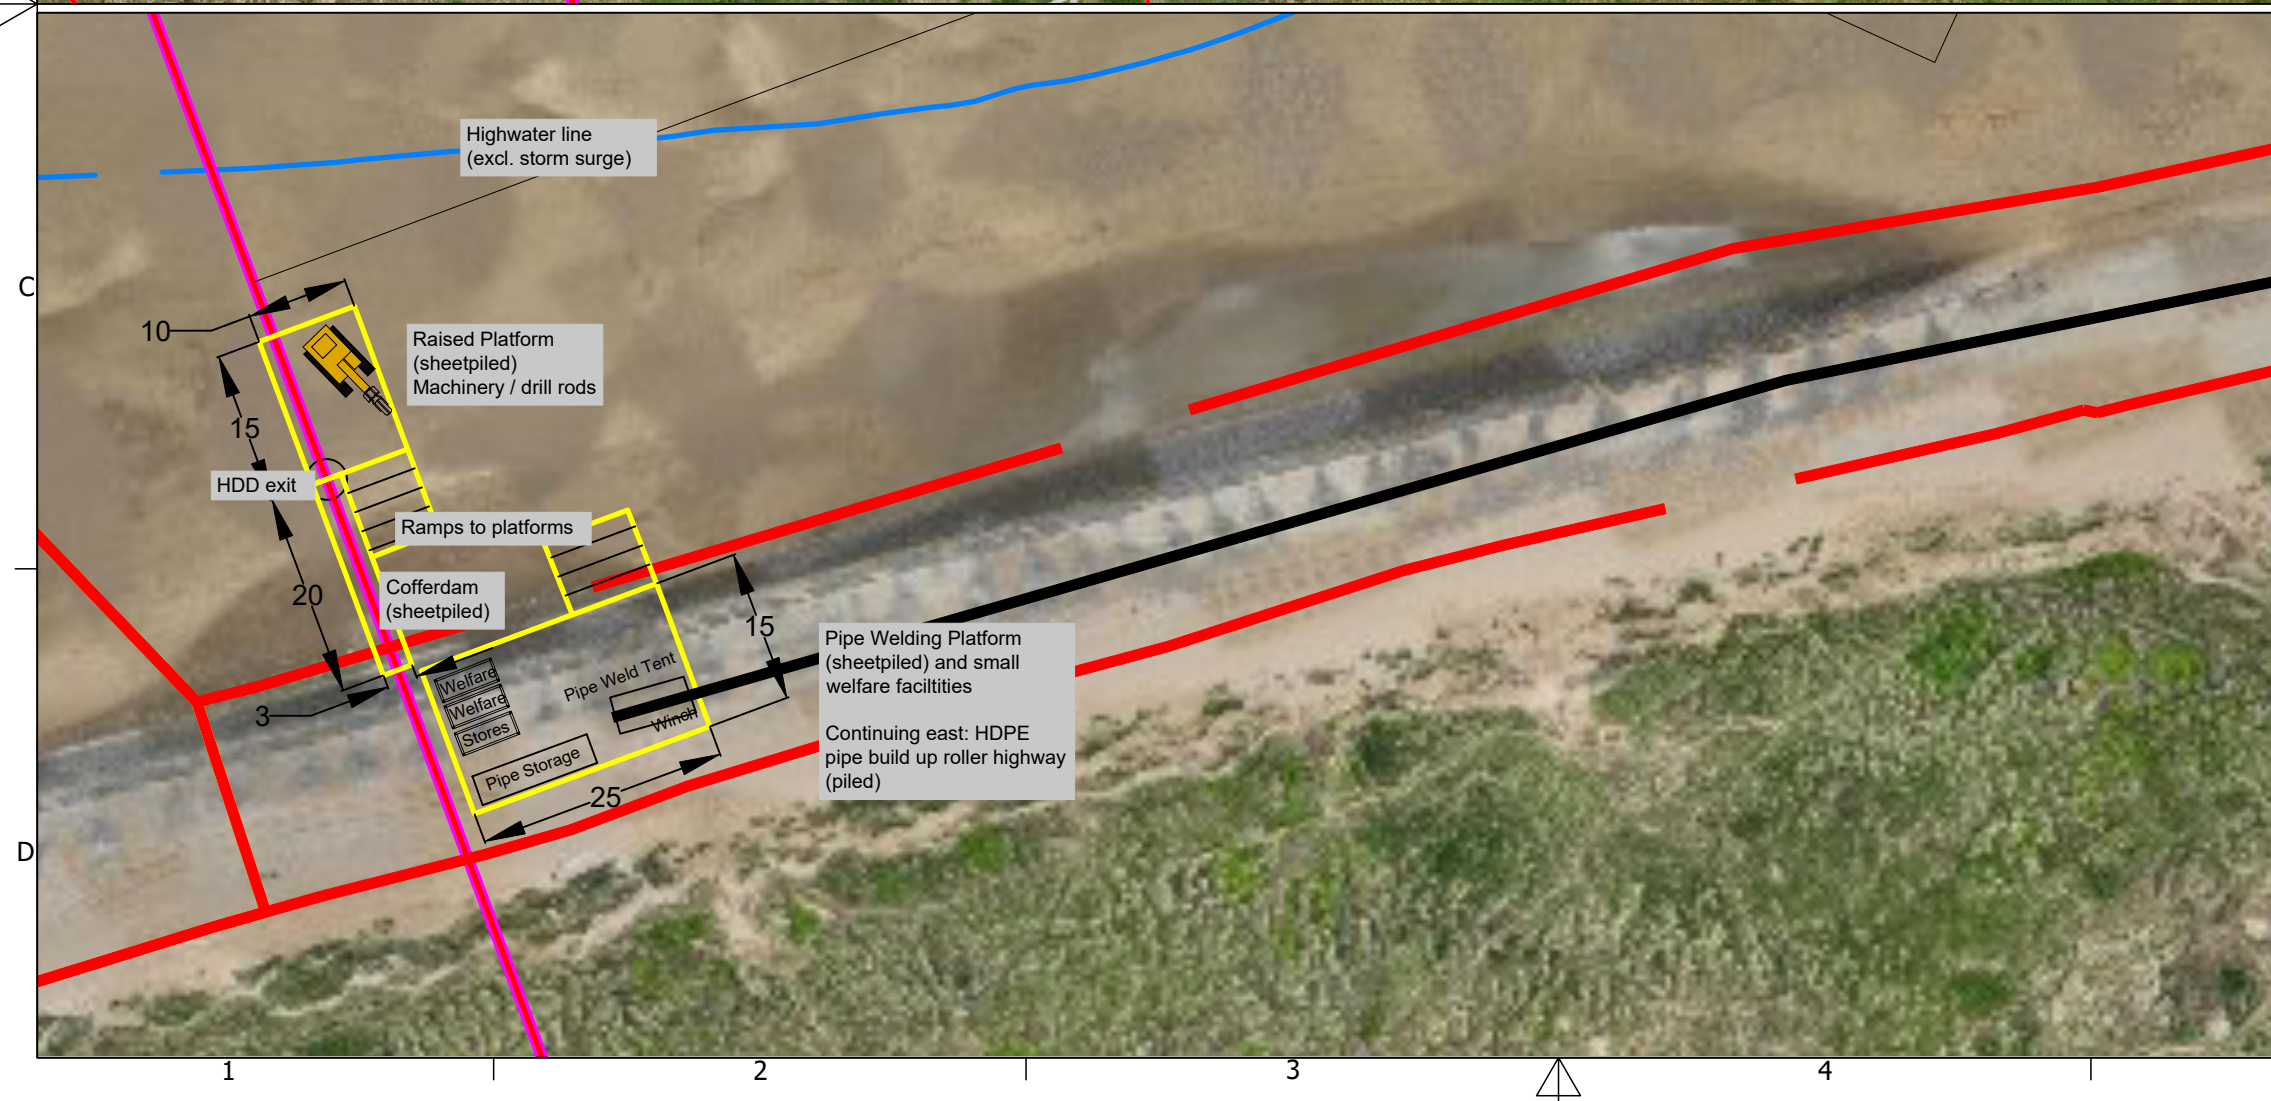 Highwater line
(excl. storm surge)
C
10
Raised Platform
(sheetpiled)
Machinery / drill rods
15
HDD exit
Ramps to platforms
20
Cofferdam
(sheetpiled)
15
3
Welfare
Welfare
Stores
Pipe Weld Tent
Winch
Pipe Storage
25
Pipe Welding Platform
(sheetpiled) and small
welfare faciltities
Continuing east: HDPE
pipe build up roller highway
(piled)
D
1
2
3
4